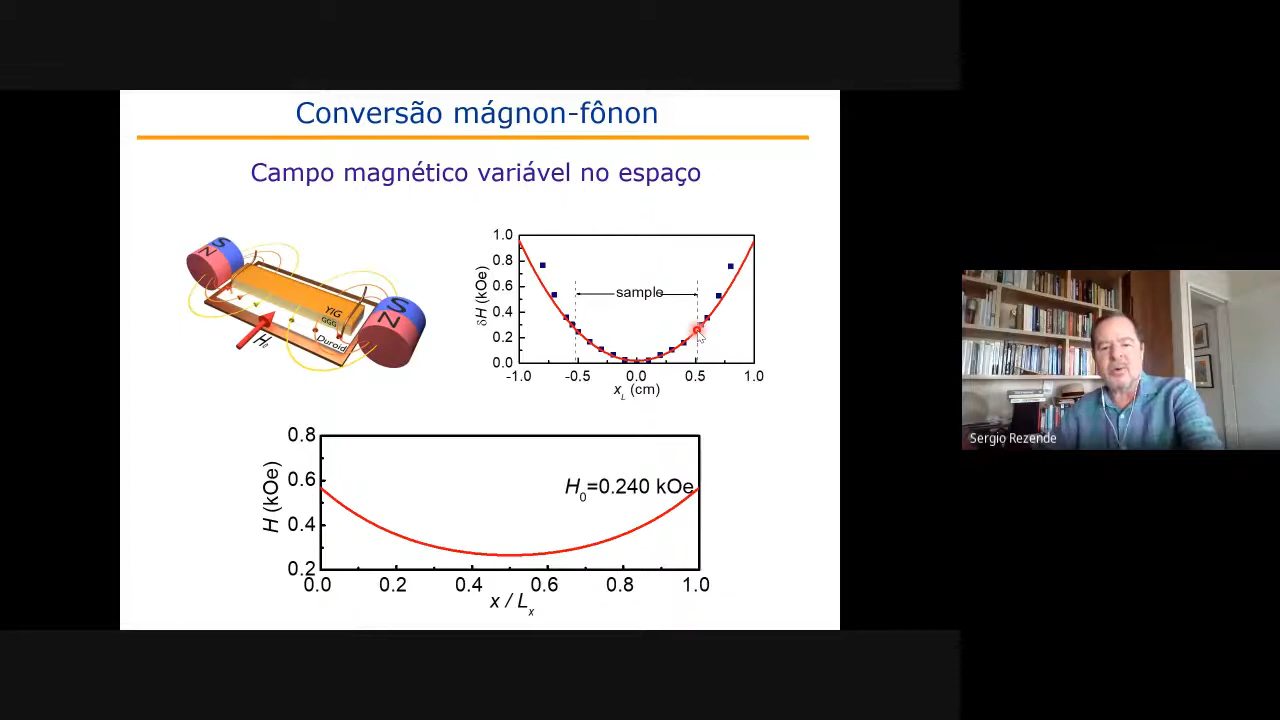 Conversão mágnon-fônon
Campo magnético variável no espaço
S
N
YIG
GGG
Duroid
H₀
S
N
δH (kOe)
1.0
0.8
0.6
0.4
0.2
0.0
sample
-1.0 -0.5 0.0 0.5 1.0
x_L (cm)
H (kOe)
0.8
0.6
0.4
0.2
H₀=0.240 kOe
0.0 0.2 0.4 0.6 0.8 1.0
x / Lₓ
Sergio Rezende